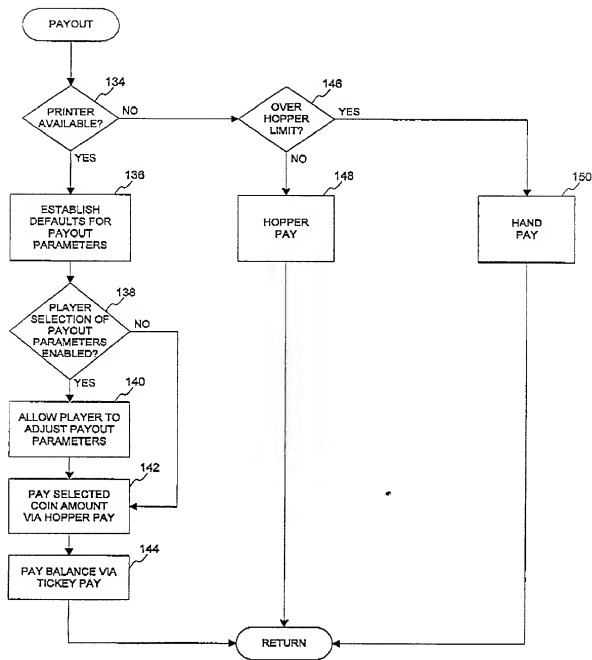 PAYOUT
134
PRINTER
AVAILABLE?
NO
YES
146
OVER
HOPPER
LIMIT?
YES
NO
136
ESTABLISH
DEFAULTS FOR
PAYOUT
PARAMETERS
148
HOPPER
PAY
150
HAND
PAY
138
PLAYER
SELECTION OF
PAYOUT
PARAMETERS
ENABLED?
NO
YES
140
ALLOW PLAYER TO
ADJUST PAYOUT
PARAMETERS
142
PAY SELECTED
COIN AMOUNT
VIA HOPPER PAY
144
PAY BALANCE VIA
TICKEY PAY
RETURN